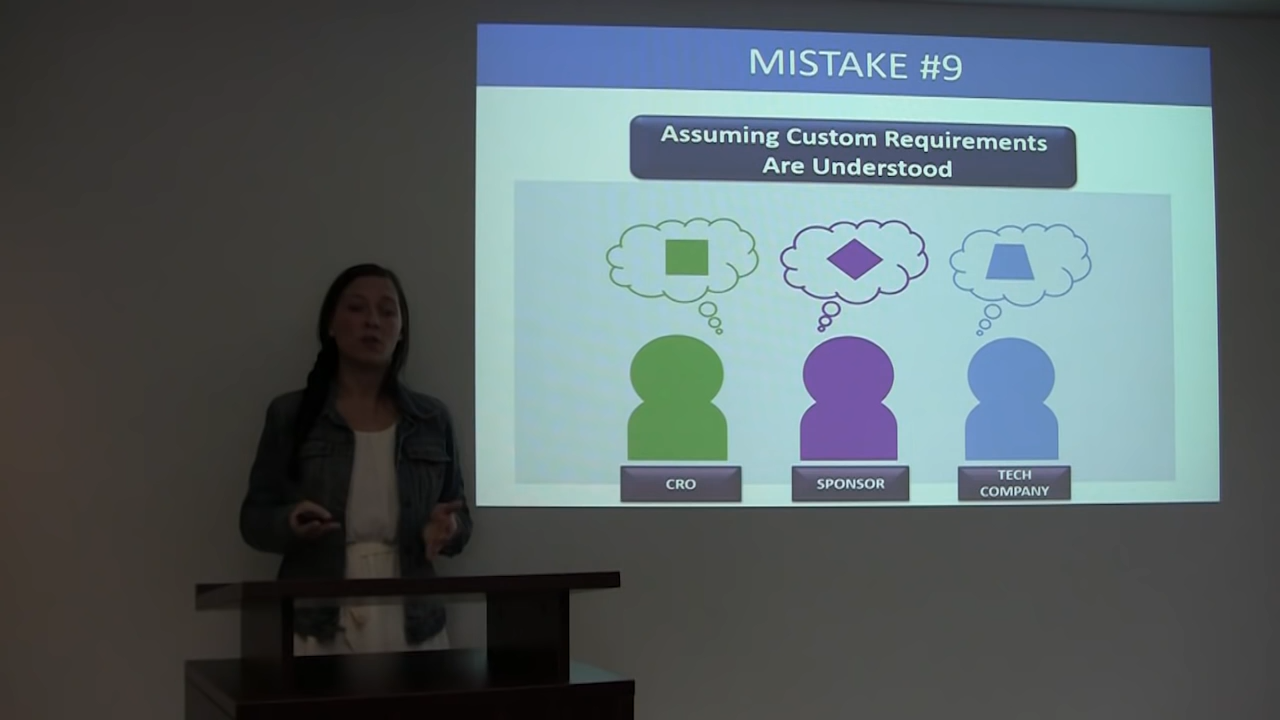 MISTAKE #9
Assuming Custom Requirements
Are Understood
CRO
SPONSOR
TECH
COMPANY